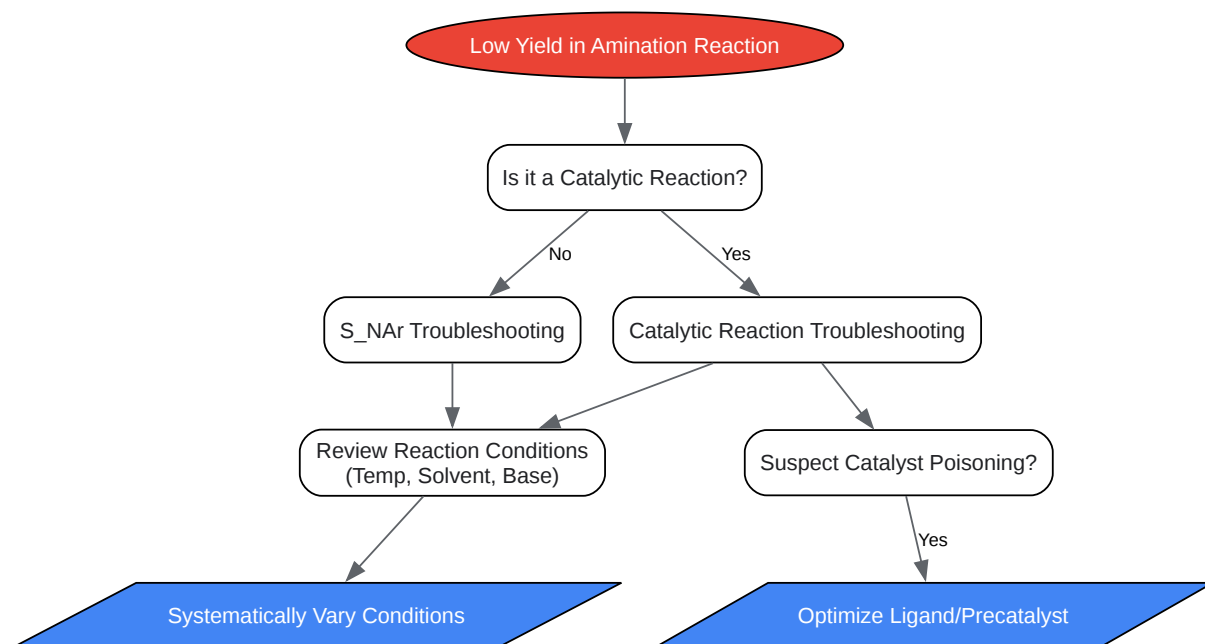 Low Yield in Amination Reaction
Is it a Catalytic Reaction?
No
Yes
S_NAr Troubleshooting
Catalytic Reaction Troubleshooting
Review Reaction Conditions
(Temp, Solvent, Base)
Suspect Catalyst Poisoning?
Yes
Systematically Vary Conditions
Optimize Ligand/Precatalyst